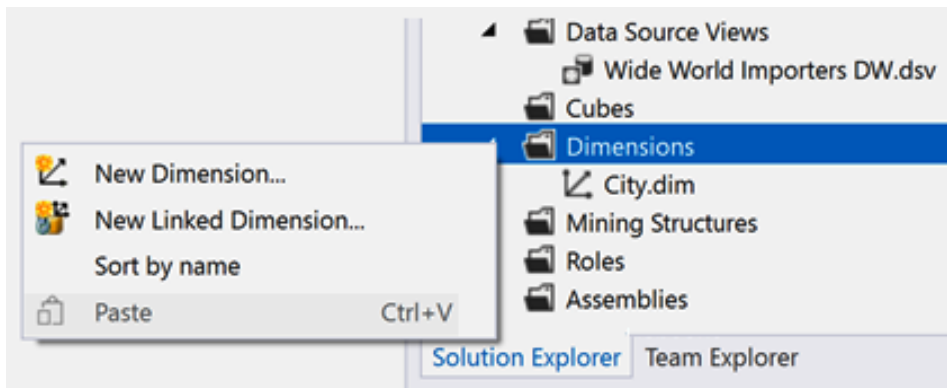 Data Source Views
Wide World Importers DW.dsv
Cubes
Dimensions
City.dim
Mining Structures
Roles
Assemblies
Solution Explorer Team Explorer
New Dimension...
New Linked Dimension...
Sort by name
Paste Ctrl+V